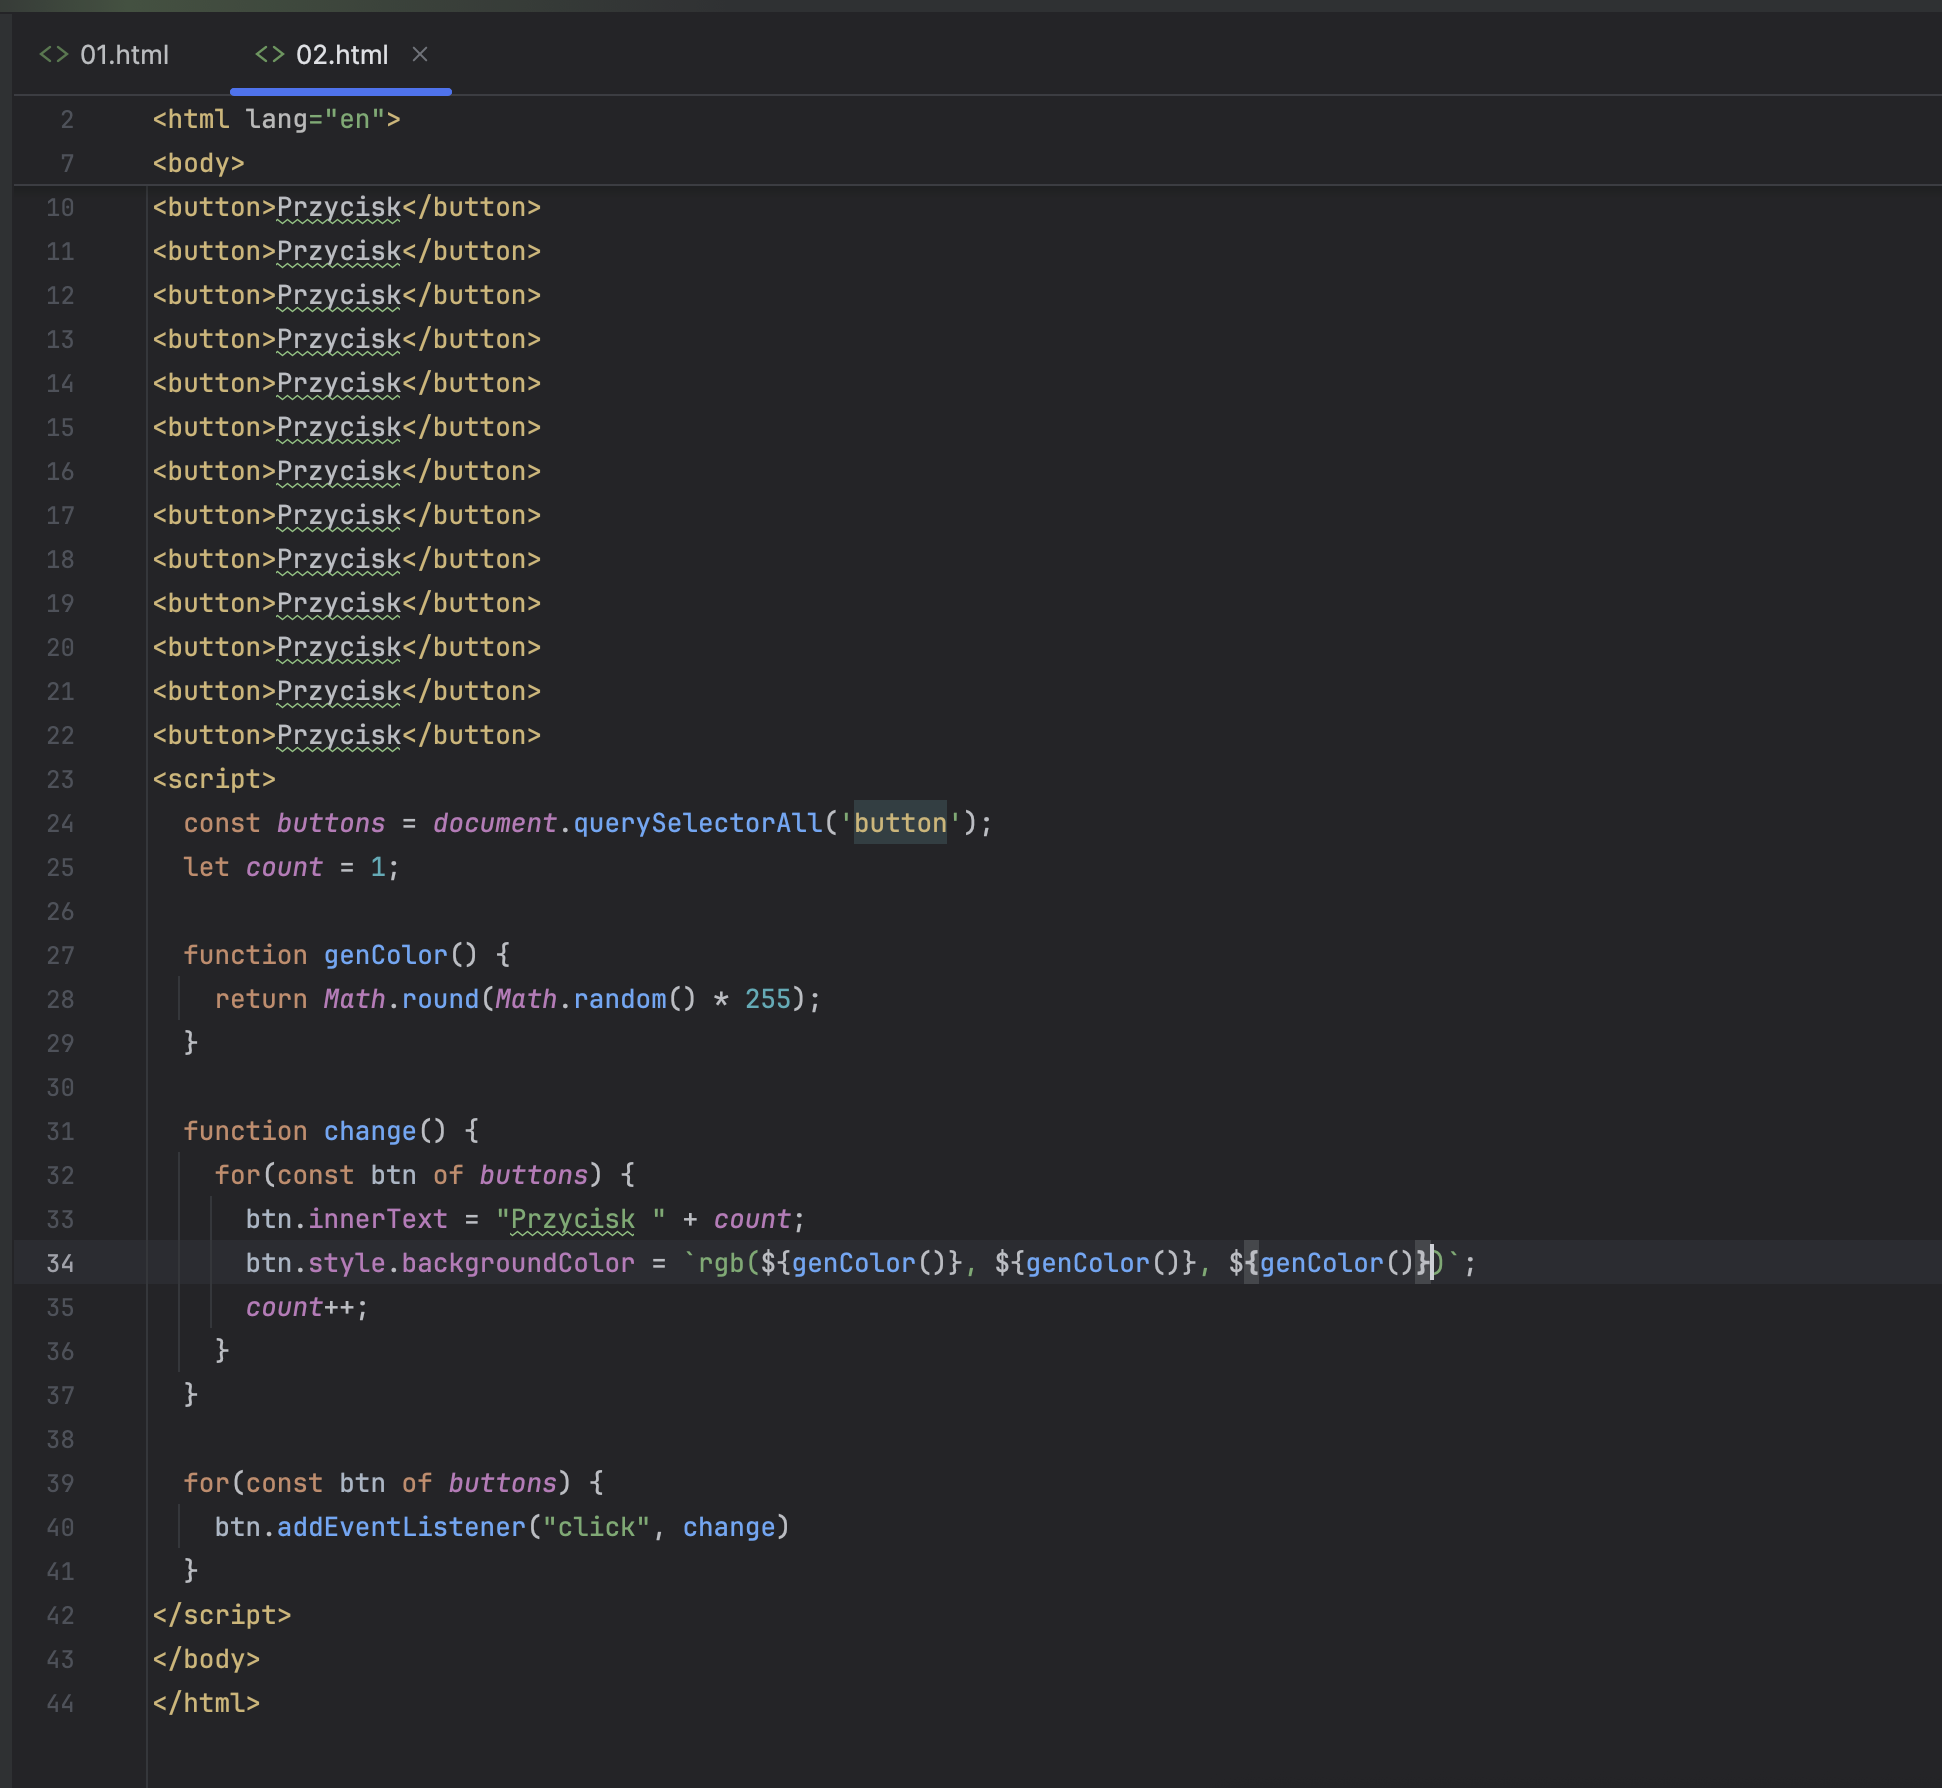 <> 01.html <> 02.html ×
2 <html lang="en">
7 <body>
10 <button>Przycisk</button>
11 <button>Przycisk</button>
12 <button>Przycisk</button>
13 <button>Przycisk</button>
14 <button>Przycisk</button>
15 <button>Przycisk</button>
16 <button>Przycisk</button>
17 <button>Przycisk</button>
18 <button>Przycisk</button>
19 <button>Przycisk</button>
20 <button>Przycisk</button>
21 <button>Przycisk</button>
22 <button>Przycisk</button>
23 <script>
24 const buttons = document.querySelectorAll('button');
25 let count = 1;
26
27 function genColor() {
28 return Math.round(Math.random() * 255);
29 }
30
31 function change() {
32 for(const btn of buttons) {
33 btn.innerText = "Przycisk " + count;
34 btn.style.backgroundColor = `rgb(${genColor()}, ${genColor()}, ${genColor()})`;
35 count++;
36 }
37 }
38
39 for(const btn of buttons) {
40 btn.addEventListener("click", change)
41 }
42 </script>
43 </body>
44 </html>